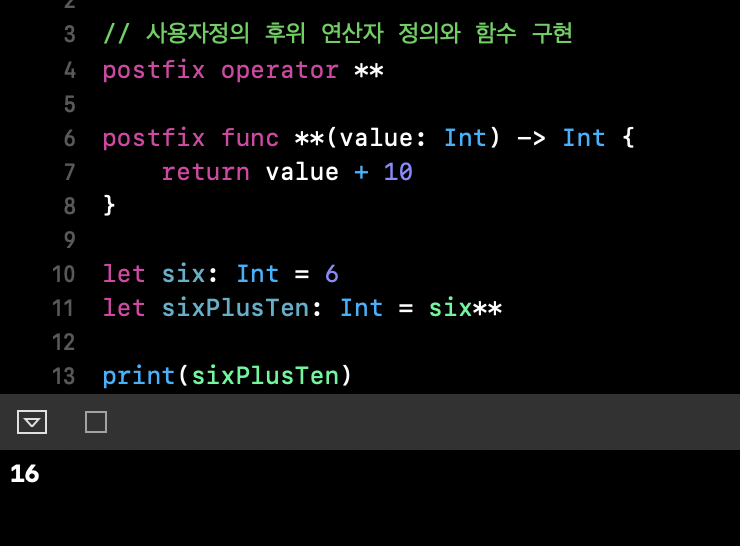 2
3 // 사용자정의 후위 연산자 정의와 함수 구현
4 postfix operator **
5
6 postfix func **(value: Int) -> Int {
7 return value + 10
8 }
9
10 let six: Int = 6
11 let sixPlusTen: Int = six**
12
13 print(sixPlusTen)
16